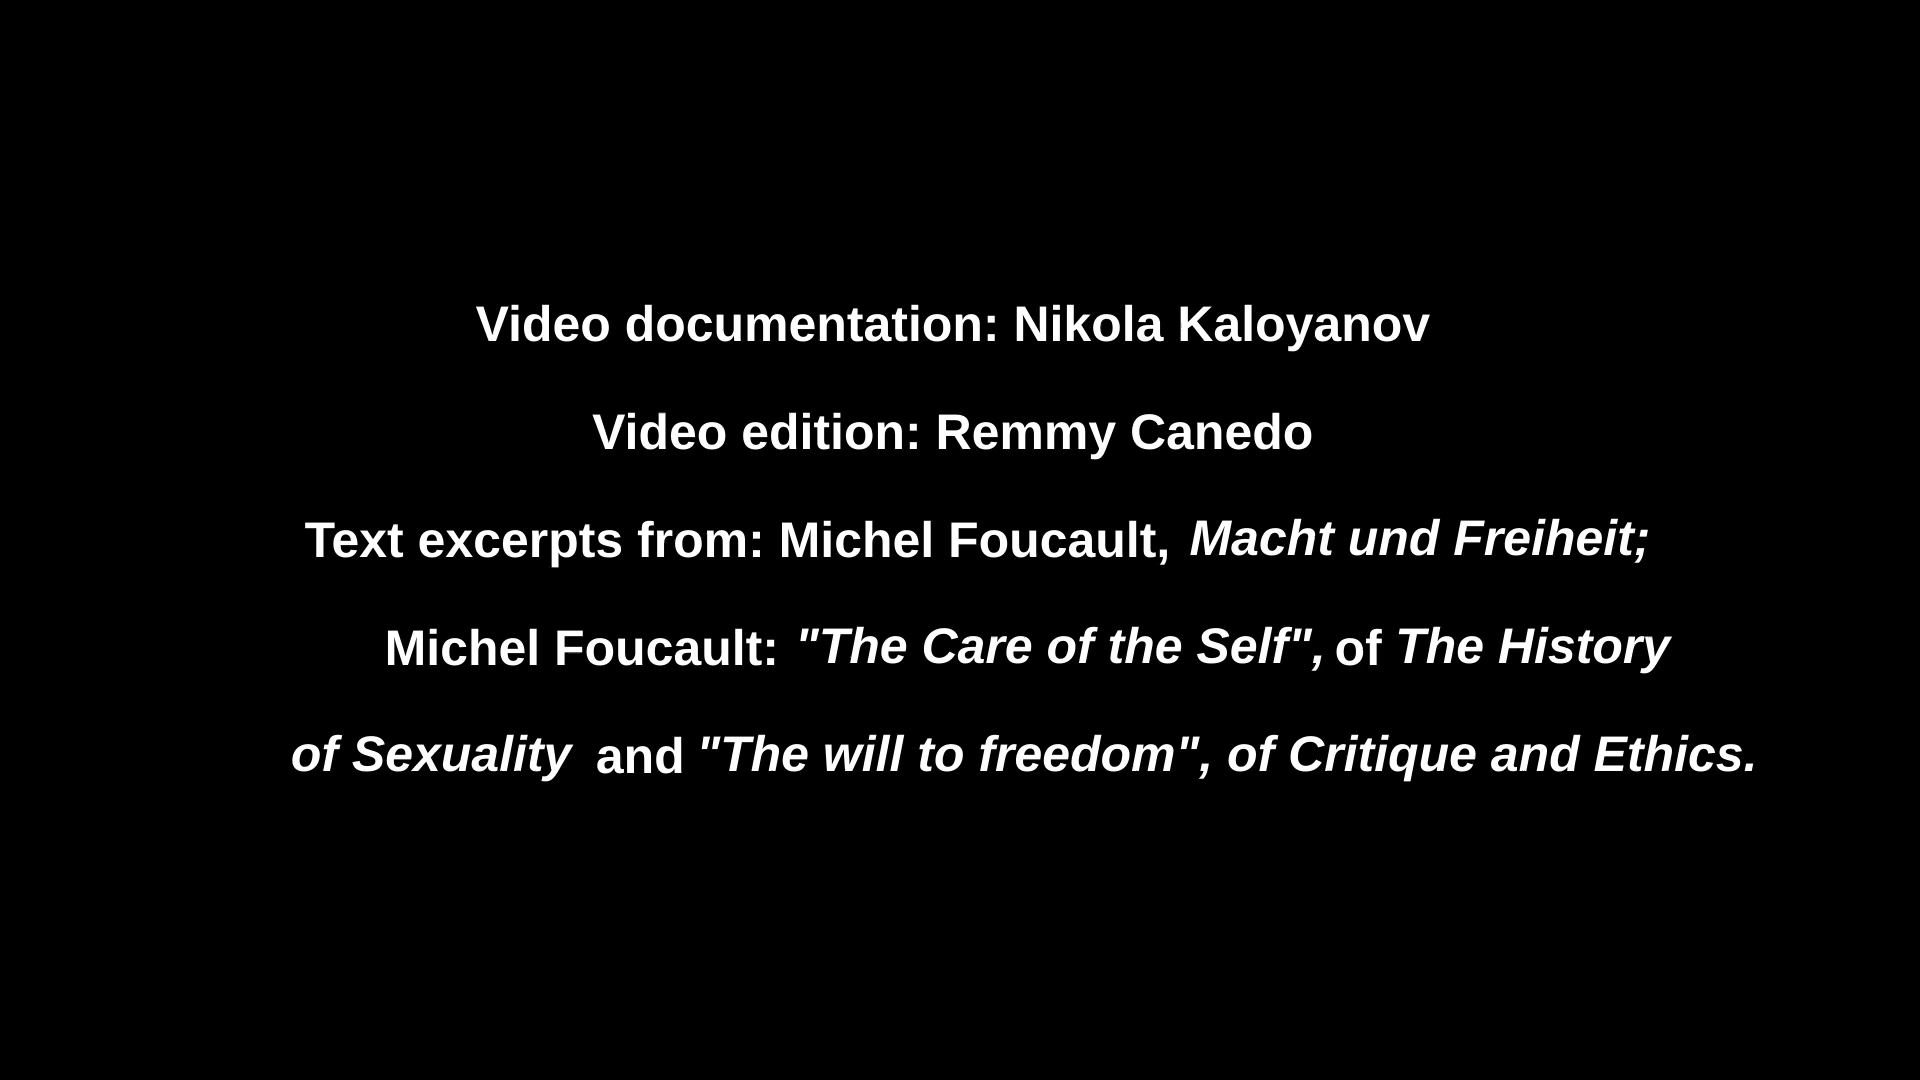 Video documentation: Nikola Kaloyanov
Video edition: Remmy Canedo
Text excerpts from: Michel Foucault, Macht und Freiheit;
Michel Foucault: "The Care of the Self", of The History
of Sexuality and "The will to freedom", of Critique and Ethics.